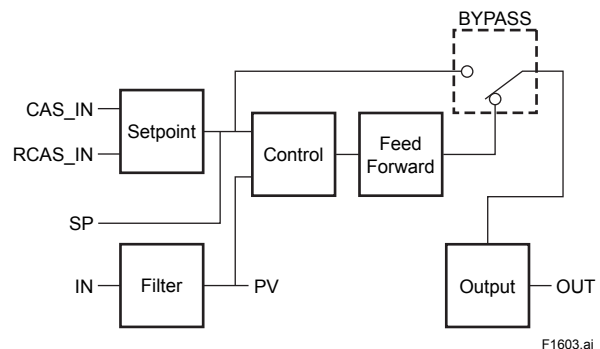 BYPASS
CAS_IN
RCAS_IN
Setpoint
Control
Feed
Forward
SP
IN
Filter
PV
Output
OUT
F1603.ai